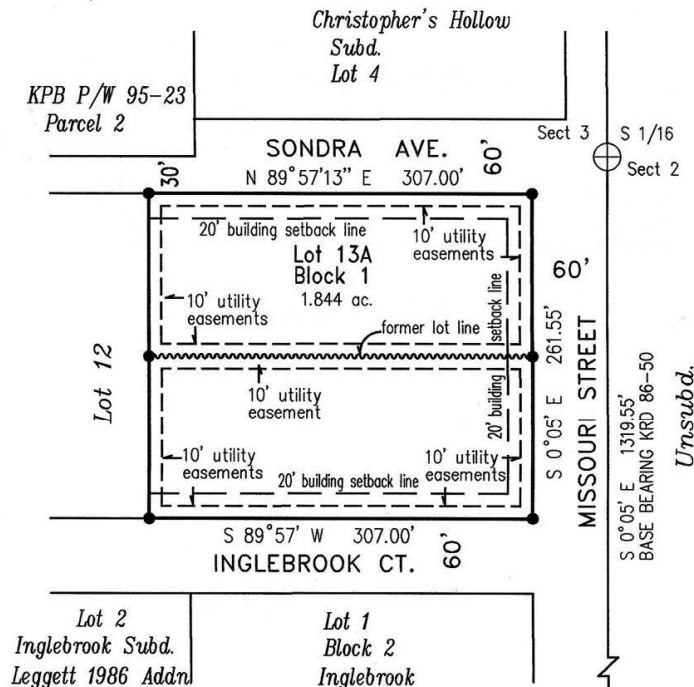 Christopher's Hollow
Subd.
Lot 4
KPB P/W 95-23
Parcel 2
Sect 3
S 1/16
Sect 2
SONDRA AVE.
30'
60'
N 89°57'13" E 307.00'
20' building setback line
10' utility
easements
Lot 13A
Block 1
1.844 ac.
60'
10' utility
easements
former lot line
20' building setback line
Lot 12
10' utility
easement
S 0°05' E 261.55'
MISSOURI STREET
S 0°05' E 1319.55'
BASE BEARING KRD 86-50
Unsubd.
10' utility
easements
10' utility
easements
20' building setback line
S 89°57' W 307.00'
INGLEBROOK CT.
60'
Lot 2
Inglebrook Subd.
Leggett 1986 Addn
Lot 1
Block 2
Inglebrook